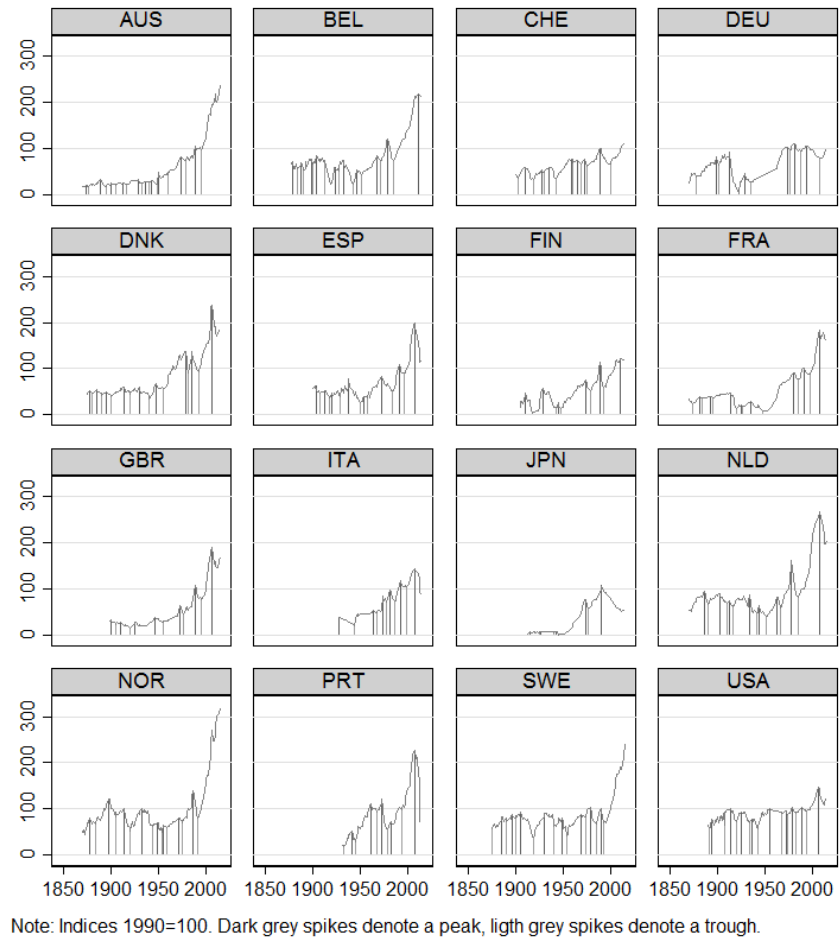 AUS BEL CHE DEU
300
200
100
0
DNK ESP FIN FRA
300
200
100
0
GBR ITA JPN NLD
300
200
100
0
NOR PRT SWE USA
300
200
100
0
1850 1900 1950 2000 1850 1900 1950 2000 1850 1900 1950 2000 1850 1900 1950 2000
Note: Indices 1990=100. Dark grey spikes denote a peak, ligth grey spikes denote a trough.